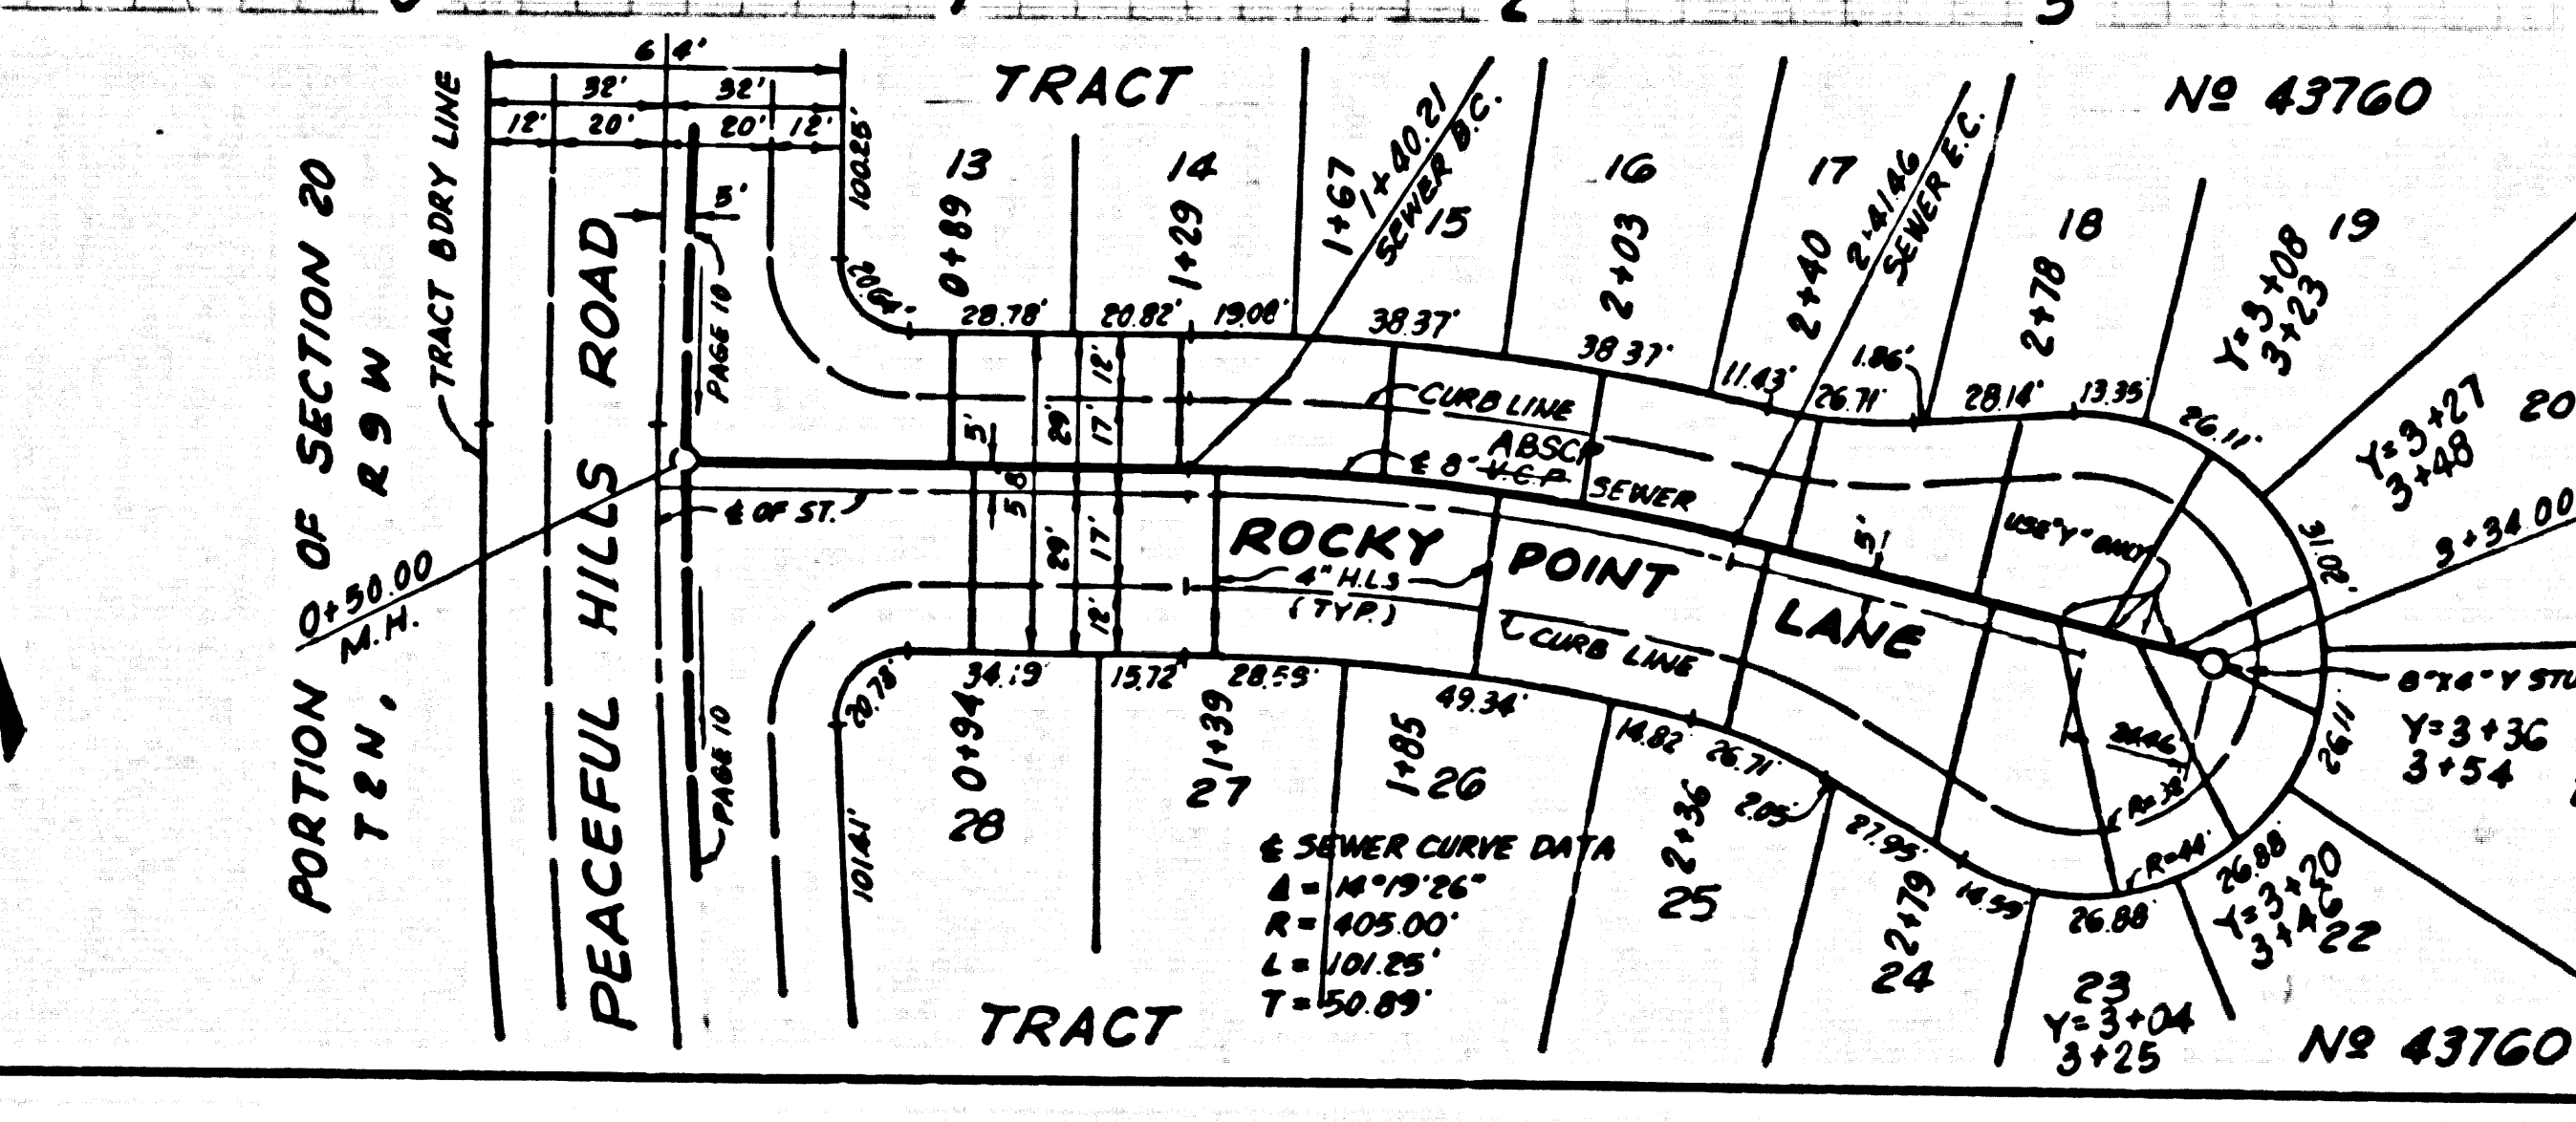 64'
32'
32'
12'
20'
20'
12'
5'
TRACT BDRY LINE
PORTION OF SECTION 20
T2N, R9W
PEACEFUL HILLS ROAD
PAGE 10
PAGE 10
100.25'
101.41'
0+50.00
M.H.
℄ OF ST.
TRACT
Nº 43760
13
0+89
14
1+29
1+67
1+40.21
SEWER B.C.
15
16
2+03
17
2+40
2+41.46
SEWER E.C.
18
2+78
19
Y=3+08
3+23
20
Y=3+27
3+48
3+34.00
28.78'
20.82'
19.06'
38.37'
38.37'
11.43'
26.71'
1.86'
28.14'
13.35'
26.11'
31.02'
26.11'
5'
29'
12'
17'
5'
8
29'
17'
12'
CURB LINE
ABSCP
℄ 8" V.C.P. SEWER
5'
USE "Y" ONLY
ROCKY POINT LANE
4" H.L.S
(TYP.)
CURB LINE
8"X4" Y STU
Y=3+36
3+54
R=44'
20.78'
34.19'
15.72'
28.59'
49.34'
14.82'
26.71'
2.05'
27.95'
14.59'
26.88'
26.88'
0+94
28
1+39
27
1+85
26
2+36
25
2+79
24
23
Y=3+04
3+25
Y=3+20
3+46
22
℄ SEWER CURVE DATA
Δ = 14°19'26"
R = 405.00'
L = 101.25'
T = 50.89'
TRACT
Nº 43760